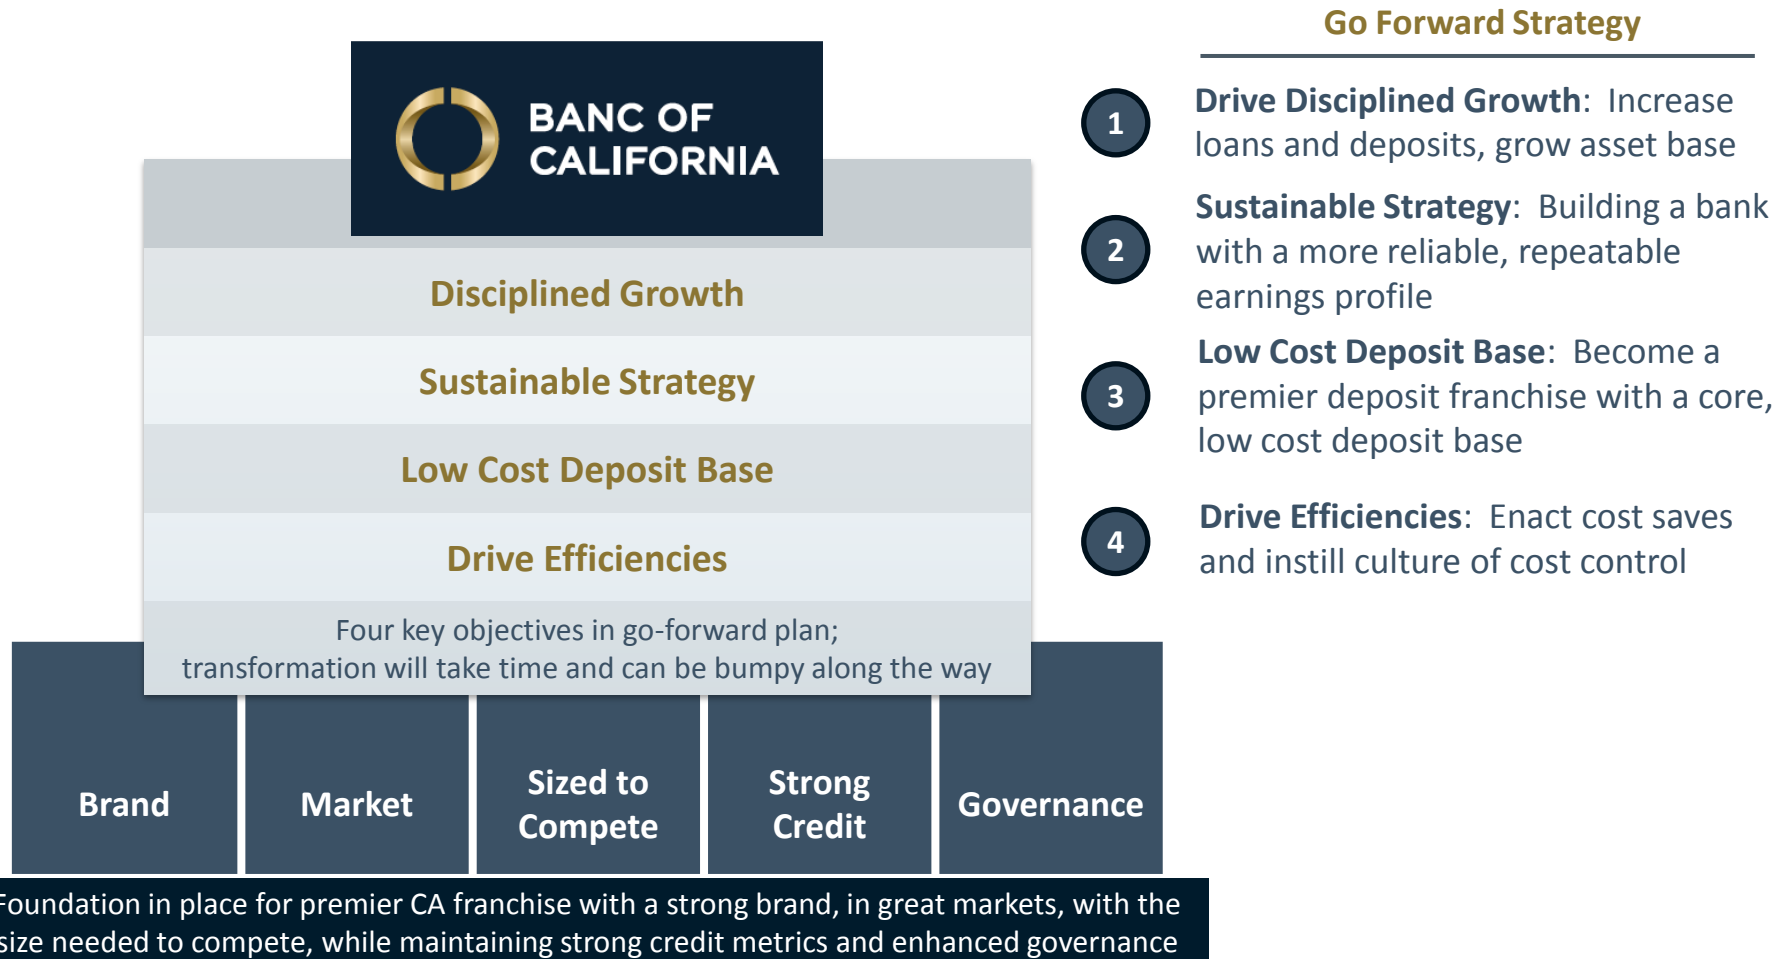 BANC OF
CALIFORNIA
Disciplined Growth
Sustainable Strategy
Low Cost Deposit Base
Drive Efficiencies
Four key objectives in go-forward plan;
transformation will take time and can be bumpy along the way
Brand
Market
Sized to
Compete
Strong
Credit
Governance
Foundation in place for premier CA franchise with a strong brand, in great markets, with the
size needed to compete, while maintaining strong credit metrics and enhanced governance
Go Forward Strategy
1
Drive Disciplined Growth: Increase
loans and deposits, grow asset base
2
Sustainable Strategy: Building a bank
with a more reliable, repeatable
earnings profile
3
Low Cost Deposit Base: Become a
premier deposit franchise with a core,
low cost deposit base
4
Drive Efficiencies: Enact cost saves
and instill culture of cost control